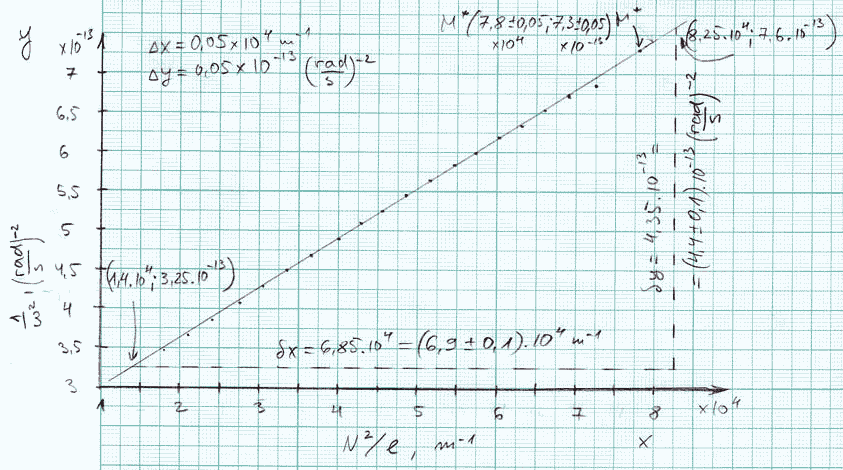 y
×10⁻¹³
Δx = 0,05×10⁴ m⁻¹
Δy = 0,05×10⁻¹³ (rad/s)⁻²
M* (7,8±0,05; 7,3±0,05) M*
×10⁴ ×10⁻¹³
(8,25·10⁴; 7,6·10⁻¹³)
7
6,5
6
5,5
5
4,5
4
3,5
3
(1,4·10⁴; 3,25·10⁻¹³)
δy = 4,35·10⁻¹³ =
= (4,4±0,1)·10⁻¹³ (rad/s)⁻²
δx = 6,85·10⁴ = (6,9±0,1)·10⁴ m⁻¹
1 2 3 4 5 6 7 8 ×10⁴
N²/e, m⁻¹
x